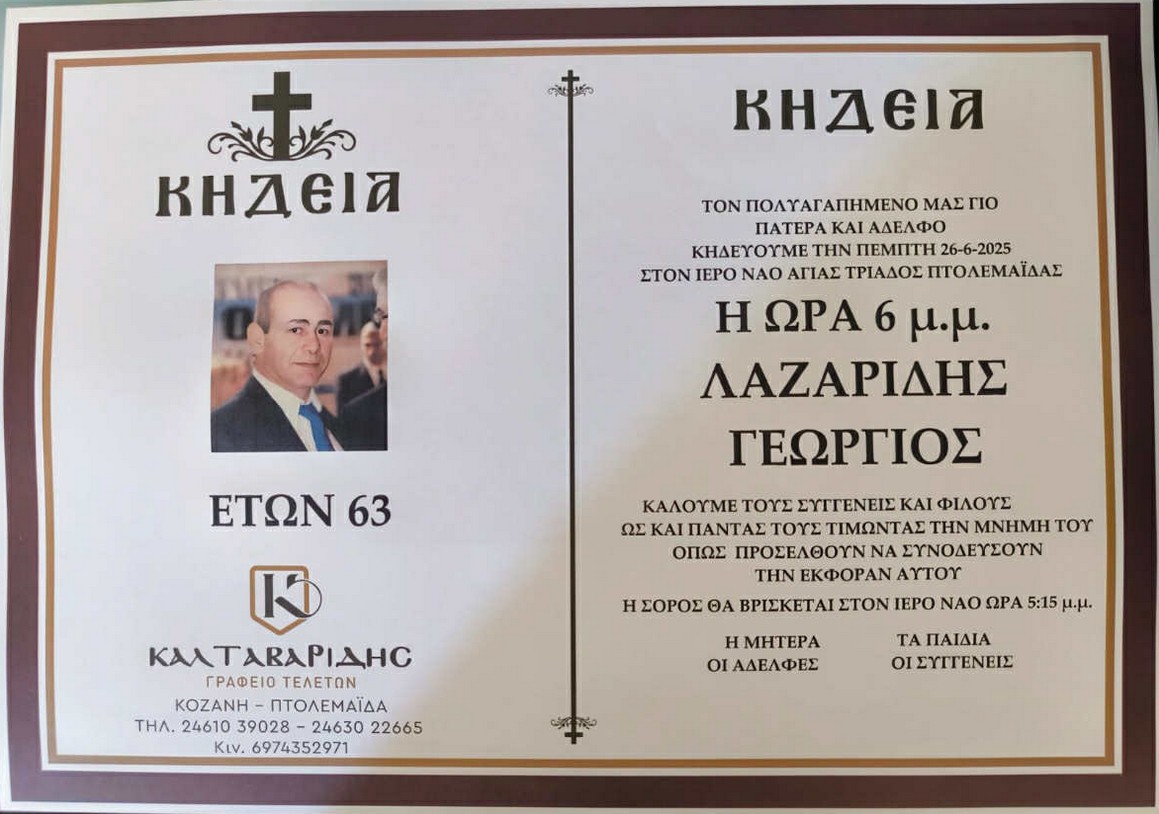 ΚΗΔΕΙΑ
ΕΤΩΝ 63
Κ
ΚΑΛΤΑΒΑΡΙΔΗΣ
ΓΡΑΦΕΙΟ ΤΕΛΕΤΩΝ
ΚΟΖΑΝΗ – ΠΤΟΛΕΜΑΪΔΑ
ΤΗΛ. 24610 39028 – 24630 22665
Κιν. 6974352971
ΚΗΔΕΙΑ
ΤΟΝ ΠΟΛΥΑΓΑΠΗΜΕΝΟ ΜΑΣ ΓΙΟ
ΠΑΤΕΡΑ ΚΑΙ ΑΔΕΛΦΟ
ΚΗΔΕΥΟΥΜΕ ΤΗΝ ΠΕΜΠΤΗ 26-6-2025
ΣΤΟΝ ΙΕΡΟ ΝΑΟ ΑΓΙΑΣ ΤΡΙΑΔΟΣ ΠΤΟΛΕΜΑΪΔΑΣ
Η ΩΡΑ 6 μ.μ.
ΛΑΖΑΡΙΔΗΣ
ΓΕΩΡΓΙΟΣ
ΚΑΛΟΥΜΕ ΤΟΥΣ ΣΥΓΓΕΝΕΙΣ ΚΑΙ ΦΙΛΟΥΣ
ΩΣ ΚΑΙ ΠΑΝΤΑΣ ΤΟΥΣ ΤΙΜΩΝΤΑΣ ΤΗΝ ΜΝΗΜΗ ΤΟΥ
ΟΠΩΣ ΠΡΟΣΕΛΘΟΥΝ ΝΑ ΣΥΝΟΔΕΥΣΟΥΝ
ΤΗΝ ΕΚΦΟΡΑΝ ΑΥΤΟΥ
Η ΣΟΡΟΣ ΘΑ ΒΡΙΣΚΕΤΑΙ ΣΤΟΝ ΙΕΡΟ ΝΑΟ ΩΡΑ 5:15 μ.μ.
Η ΜΗΤΕΡΑ ΤΑ ΠΑΙΔΙΑ
ΟΙ ΑΔΕΛΦΕΣ ΟΙ ΣΥΓΓΕΝΕΙΣ